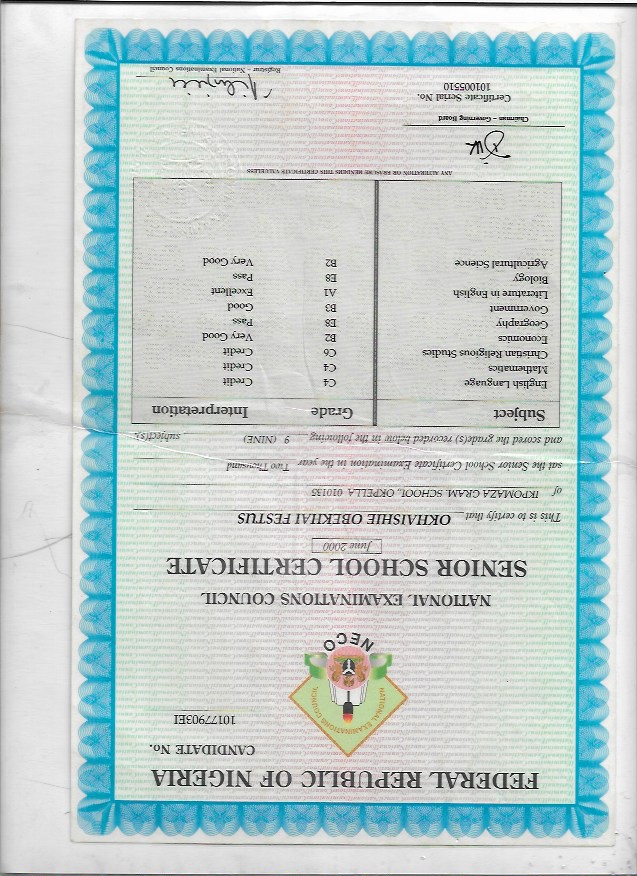 FEDERAL REPUBLIC OF NIGERIA
CANDIDATE No.
10177903EI
NATIONAL EXAMINATIONS COUNCIL
NECO
NATIONAL EXAMINATIONS COUNCIL
SENIOR SCHOOL CERTIFICATE
June 2000
This is to certify that OKHAISHIE OBEKHAI FESTUS
of IKPOMAZA GRAM. SCHOOL, OKPELLA 010135
sat the Senior School Certificate Examination in the year Two Thousand
and scored the grade(s) recorded below in the following 9 (NINE) subject(s).
Subject Grade Interpretation
English Language C4 Credit
Mathematics C4 Credit
Christian Religious Studies C6 Credit
Economics B2 Very Good
Geography E8 Pass
Government B3 Good
Literature in English A1 Excellent
Biology E8 Pass
Agricultural Science B2 Very Good
ANY ALTERATION OR ERASURE RENDERS THIS CERTIFICATE VALUELESS
Chairman – Governing Board
Certificate Serial No.
101005510
Registrar – National Examinations Council